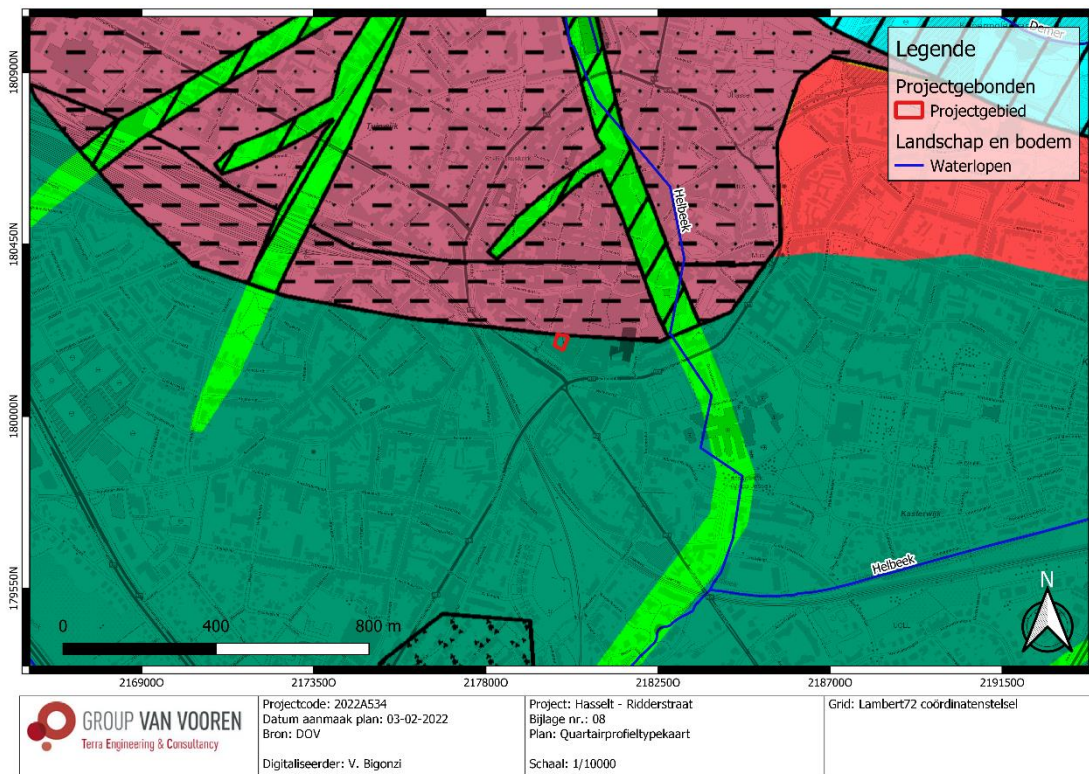 Demer
Legende
Projectgebonden
Projectgebied
Landschap en bodem
Waterlopen
Helbeek
Helbeek
Kasterwijk
N
0 400 800 m
180900N
180450N
180000N
179550N
216900O
217350O
217800O
218250O
218700O
219150O
GROUP VAN VOOREN
Terra Engineering & Consultancy
Projectcode: 2022A534
Datum aanmaak plan: 03-02-2022
Bron: DOV
Digitaliseerder: V. Bigonzi
Project: Hasselt - Ridderstraat
Bijlage nr.: 08
Plan: Quartairprofieltypekaart
Schaal: 1/10000
Grid: Lambert72 coördinatenstelsel